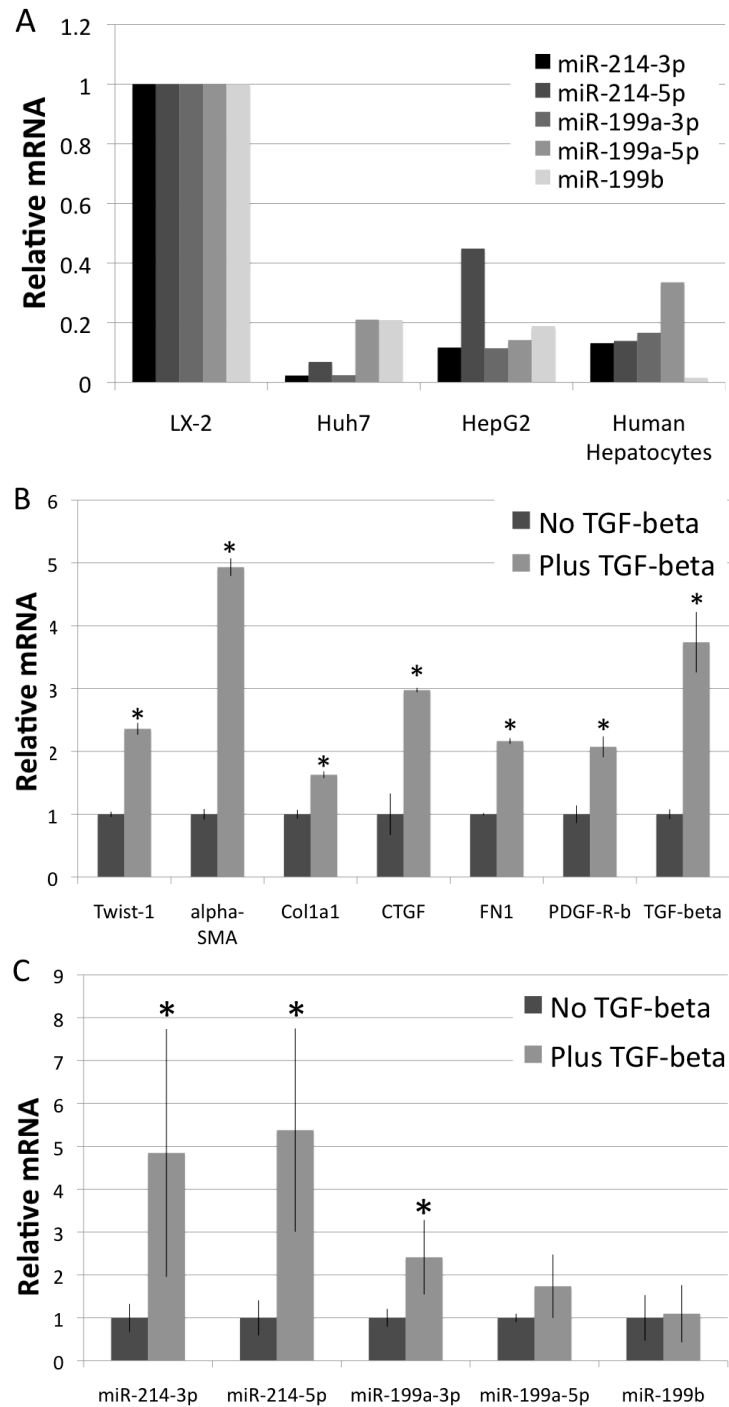 A
1.2
1
0.8
0.6
0.4
0.2
0
Relative mRNA
miR-214-3p
miR-214-5p
miR-199a-3p
miR-199a-5p
miR-199b
LX-2
Huh7
HepG2
Human
Hepatocytes
B
6
5
4
3
2
1
0
Relative mRNA
No TGF-beta
Plus TGF-beta
*
*
*
*
*
*
*
Twist-1
alpha-
SMA
Col1a1
CTGF
FN1
PDGF-R-b
TGF-beta
C
9
8
7
6
5
4
3
2
1
0
Relative mRNA
No TGF-beta
Plus TGF-beta
*
*
*
miR-214-3p
miR-214-5p
miR-199a-3p
miR-199a-5p
miR-199b